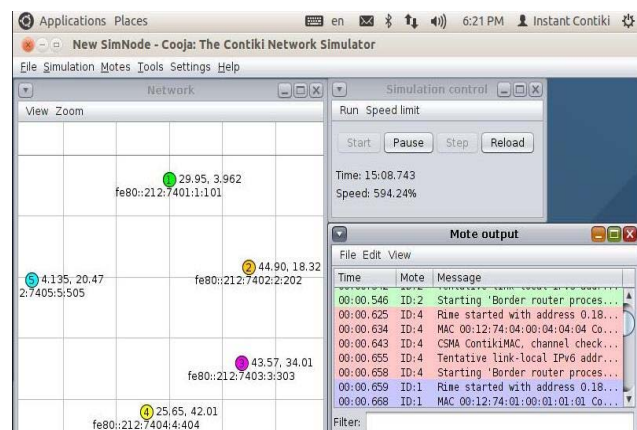 Applications Places en 6:21 PM Instant Contiki
New SimNode - Cooja: The Contiki Network Simulator
File Simulation Motes Tools Settings Help
Network
View Zoom
1 29.95, 3.962
fe80::212:7401:1:101
2 44.90, 18.32
fe80::212:7402:2:202
5 4.135, 20.47
2:7405:5:505
3 43.57, 34.01
fe80::212:7403:3:303
4 25.65, 42.01
fe80::212:7404:4:404
Simulation control
Run Speed limit
Start Pause Step Reload
Time: 15:08.743
Speed: 594.24%
Mote output
File Edit View
Time Mote Message
00:00.546 ID:2 Starting 'Border router proces...
00:00.625 ID:4 Rime started with address 0.18...
00:00.634 ID:4 MAC 00:12:74:04:00:04:04:04 Co...
00:00.643 ID:4 CSMA ContikiMAC, channel check...
00:00.655 ID:4 Tentative link-local IPv6 addr...
00:00.658 ID:4 Starting 'Border router proces...
00:00.659 ID:1 Rime started with address 0.18...
00:00.668 ID:1 MAC 00:12:74:01:00:01:01:01 Co...
Filter: